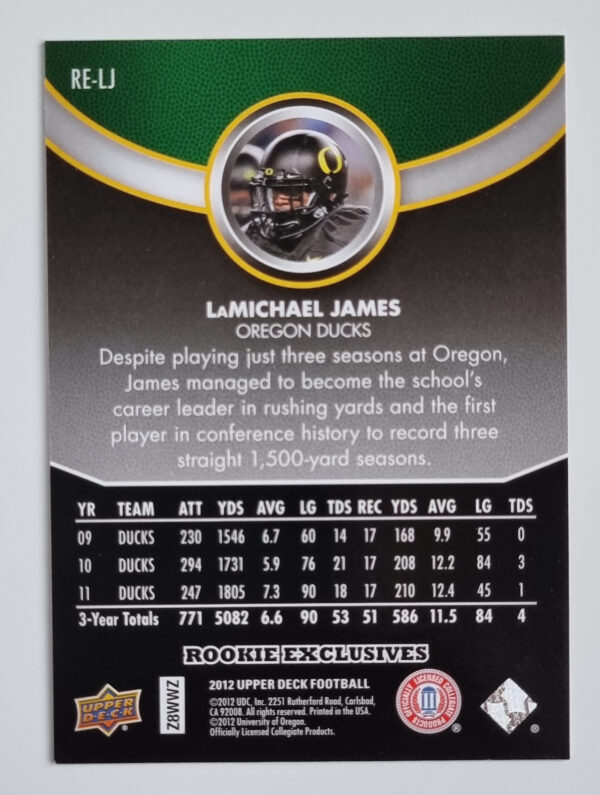 RE-LJ
LaMICHAEL JAMES
OREGON DUCKS
Despite playing just three seasons at Oregon,
James managed to become the school's
career leader in rushing yards and the first
player in conference history to record three
straight 1,500-yard seasons.
YR TEAM ATT YDS AVG LG TDS REC YDS AVG LG TDS
09 DUCKS 230 1546 6.7 60 14 17 168 9.9 55 0
10 DUCKS 294 1731 5.9 76 21 17 208 12.2 84 3
11 DUCKS 247 1805 7.3 90 18 17 210 12.4 45 1
3-Year Totals 771 5082 6.6 90 53 51 586 11.5 84 4
ROOKIE EXCLUSIVES
UPPER DECK
Z8WWZ
2012 UPPER DECK FOOTBALL
©2012 UDC, Inc. 2251 Rutherford Road, Carlsbad,
CA 92008. All rights reserved. Printed in the USA.
©2012 University of Oregon.
Officially Licensed Collegiate Products.
OFFICIALLY LICENSED COLLEGIATE PRODUCTS
®
®